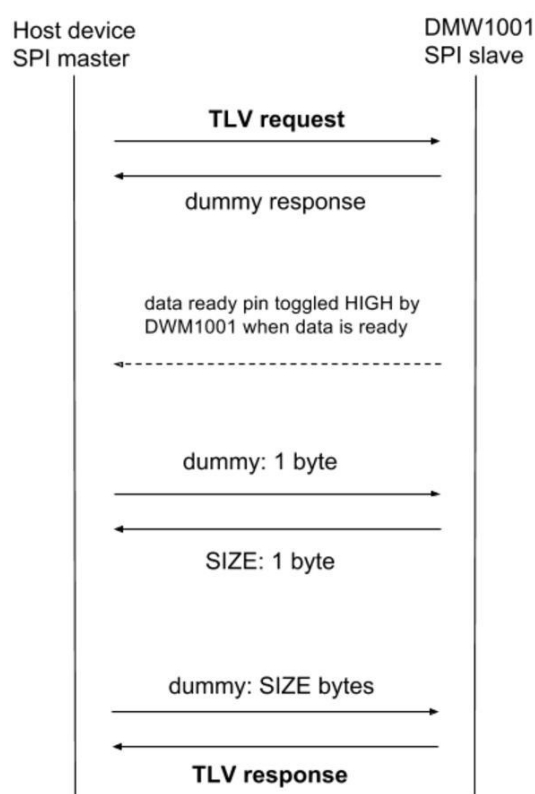 Host device
SPI master
DMW1001
SPI slave
TLV request
dummy response
data ready pin toggled HIGH by
DWM1001 when data is ready
dummy: 1 byte
SIZE: 1 byte
dummy: SIZE bytes
TLV response